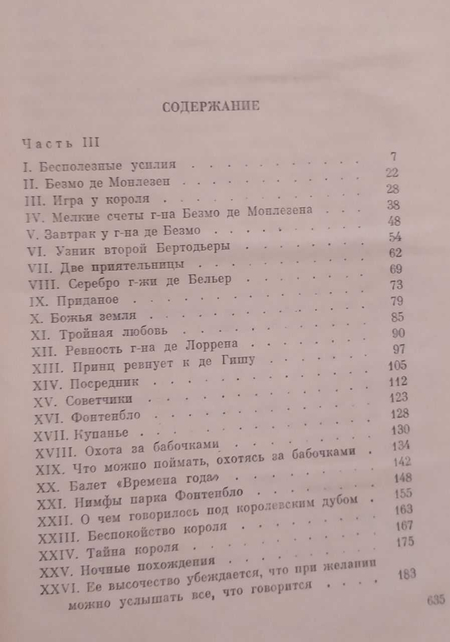 СОДЕРЖАНИЕ
Часть III
I. Бесполезные усилия . . . . . . . . . . 7
II. Безмо де Монлезен . . . . . . . . . . 22
III. Игра у короля . . . . . . . . . . 28
IV. Мелкие счеты г-на Безмо де Монлезена . . . 38
V. Завтрак у г-на де Безмо . . . . . . . . 48
VI. Узник второй Бертодьеры . . . . . . . 54
VII. Две приятельницы . . . . . . . . . 62
VIII. Серебро г-жи де Бельер . . . . . . . 69
IX. Приданое . . . . . . . . . . . 73
X. Божья земля . . . . . . . . . . . 79
XI. Тройная любовь . . . . . . . . . . 85
XII. Ревность г-на де Лоррена . . . . . . . 90
XIII. Принц ревнует к де Гишу . . . . . . . 97
XIV. Посредник . . . . . . . . . . . 105
XV. Советчики . . . . . . . . . . . 112
XVI. Фонтенбло . . . . . . . . . . . 123
XVII. Купанье . . . . . . . . . . . 128
XVIII. Охота за бабочками . . . . . . . . 130
XIX. Что можно поймать, охотясь за бабочками . 134
XX. Балет «Времена года» . . . . . . . . 142
XXI. Нимфы парка Фонтенбло . . . . . . . 148
XXII. О чем говорилось под королевским дубом . 155
XXIII. Беспокойство короля . . . . . . . . 163
XXIV. Тайна короля . . . . . . . . . . 167
XXV. Ночные похождения . . . . . . . . 175
XXVI. Ее высочество убеждается, что при желании
можно услышать все, что говорится . . . . 183
635